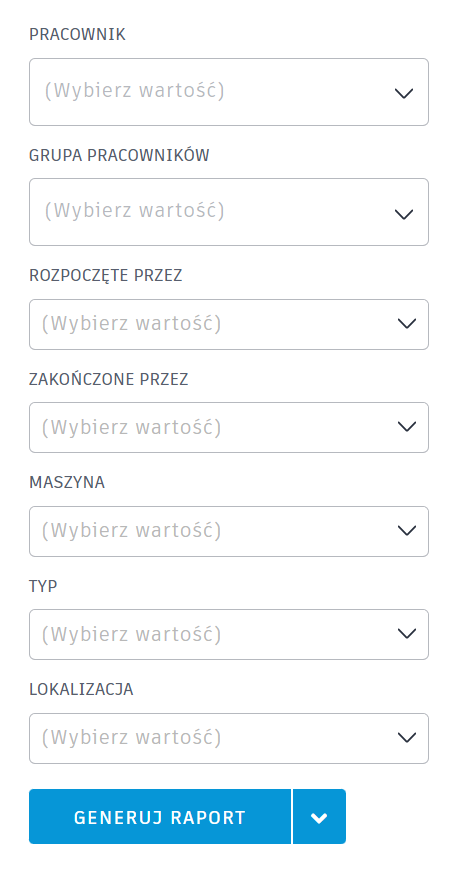 PRACOWNIK
(Wybierz wartość)
GRUPA PRACOWNIKÓW
(Wybierz wartość)
ROZPOCZĘTE PRZEZ
(Wybierz wartość)
ZAKOŃCZONE PRZEZ
(Wybierz wartość)
MASZYNA
(Wybierz wartość)
TYP
(Wybierz wartość)
LOKALIZACJA
(Wybierz wartość)
GENERUJ RAPORT